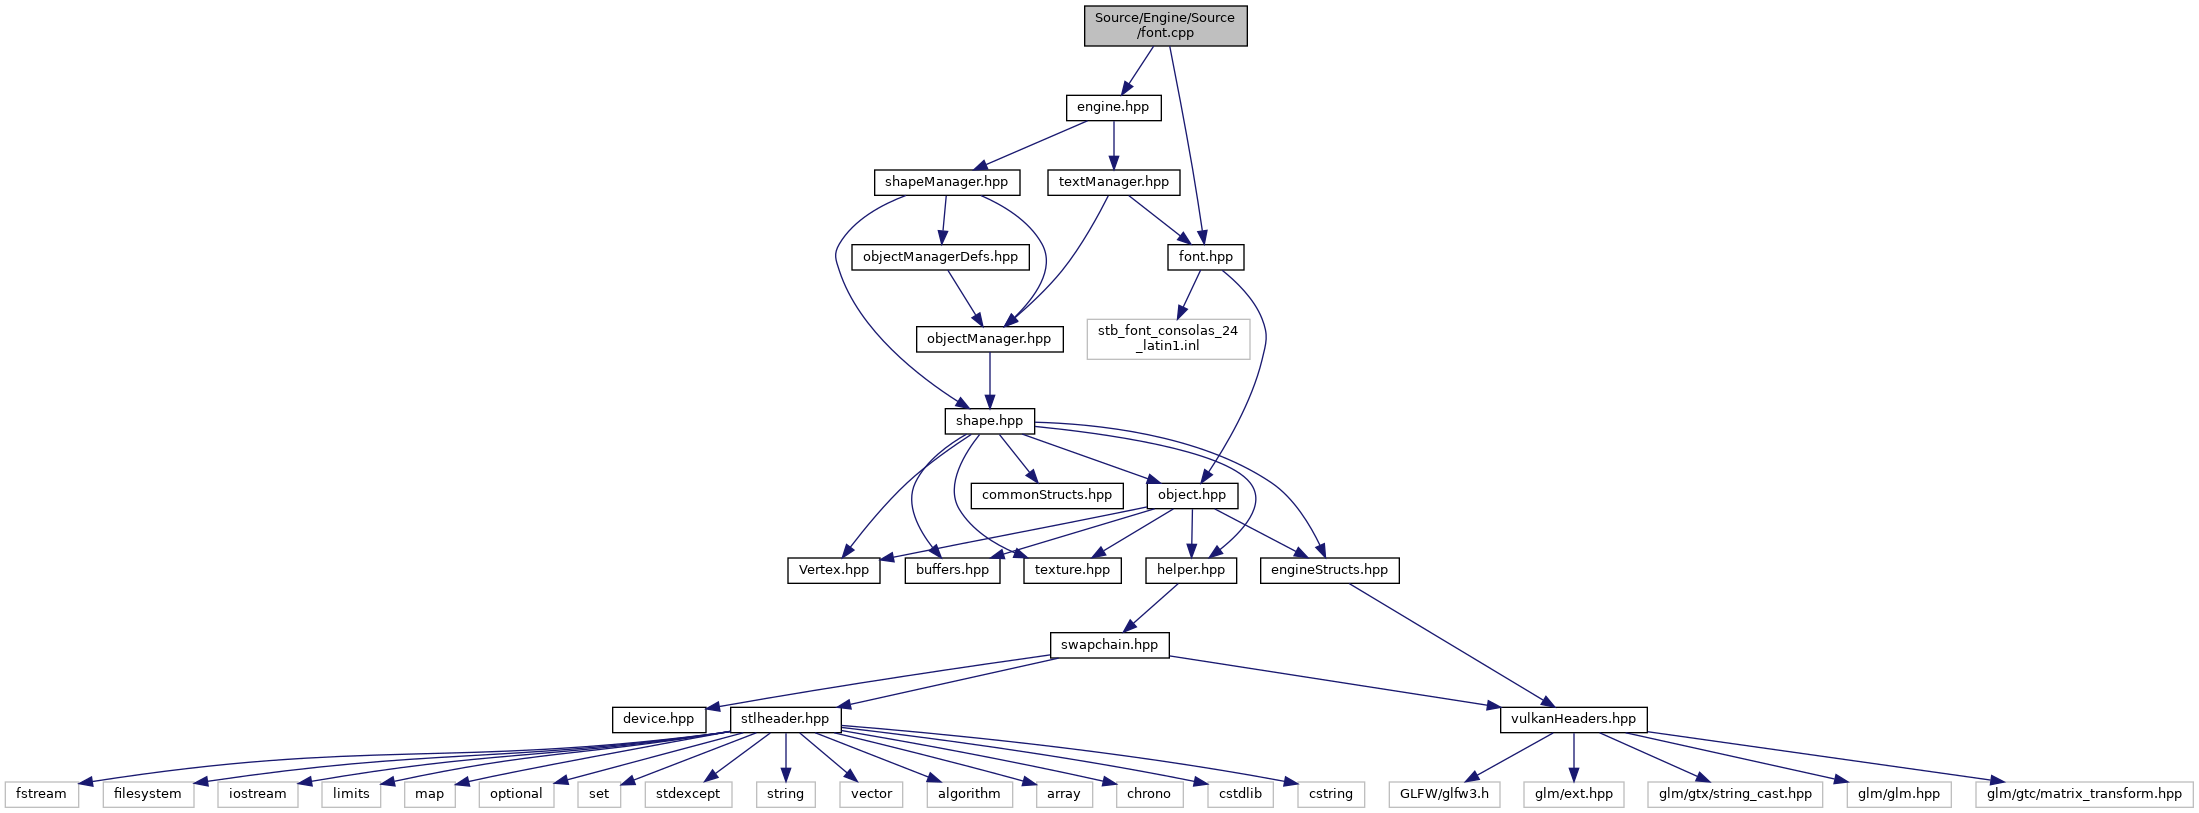 Source/Engine/Source
/font.cpp
engine.hpp
shapeManager.hpp
textManager.hpp
objectManagerDefs.hpp
font.hpp
objectManager.hpp
stb_font_consolas_24
_latin1.inl
shape.hpp
commonStructs.hpp
object.hpp
Vertex.hpp
buffers.hpp
texture.hpp
helper.hpp
engineStructs.hpp
swapchain.hpp
device.hpp
stlheader.hpp
vulkanHeaders.hpp
fstream
filesystem
iostream
limits
map
optional
set
stdexcept
string
vector
algorithm
array
chrono
cstdlib
cstring
GLFW/glfw3.h
glm/ext.hpp
glm/gtx/string_cast.hpp
glm/glm.hpp
glm/gtc/matrix_transform.hpp